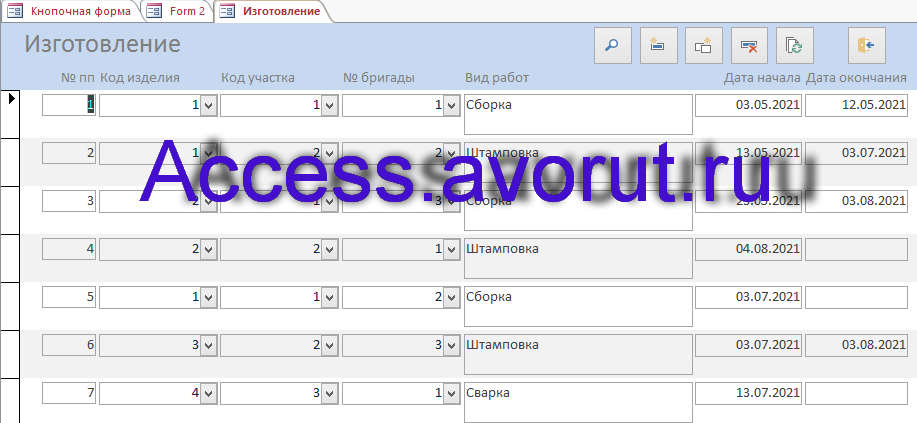 Кнопочная форма Form 2 Изготовление
Изготовление
№ пп Код изделия Код участка № бригады Вид работ Дата начала Дата окончания
1 1 1 1 Сборка 03.05.2021 12.05.2021
2 1 2 2 Штамповка 13.05.2021 03.07.2021
Access.avorut.ru
3 2 1 3 Сборка 23.05.2021 03.08.2021
4 2 2 1 Штамповка 04.08.2021
5 1 1 2 Сборка 03.07.2021
6 3 2 3 Штамповка 03.07.2021 03.08.2021
7 4 3 1 Сварка 13.07.2021